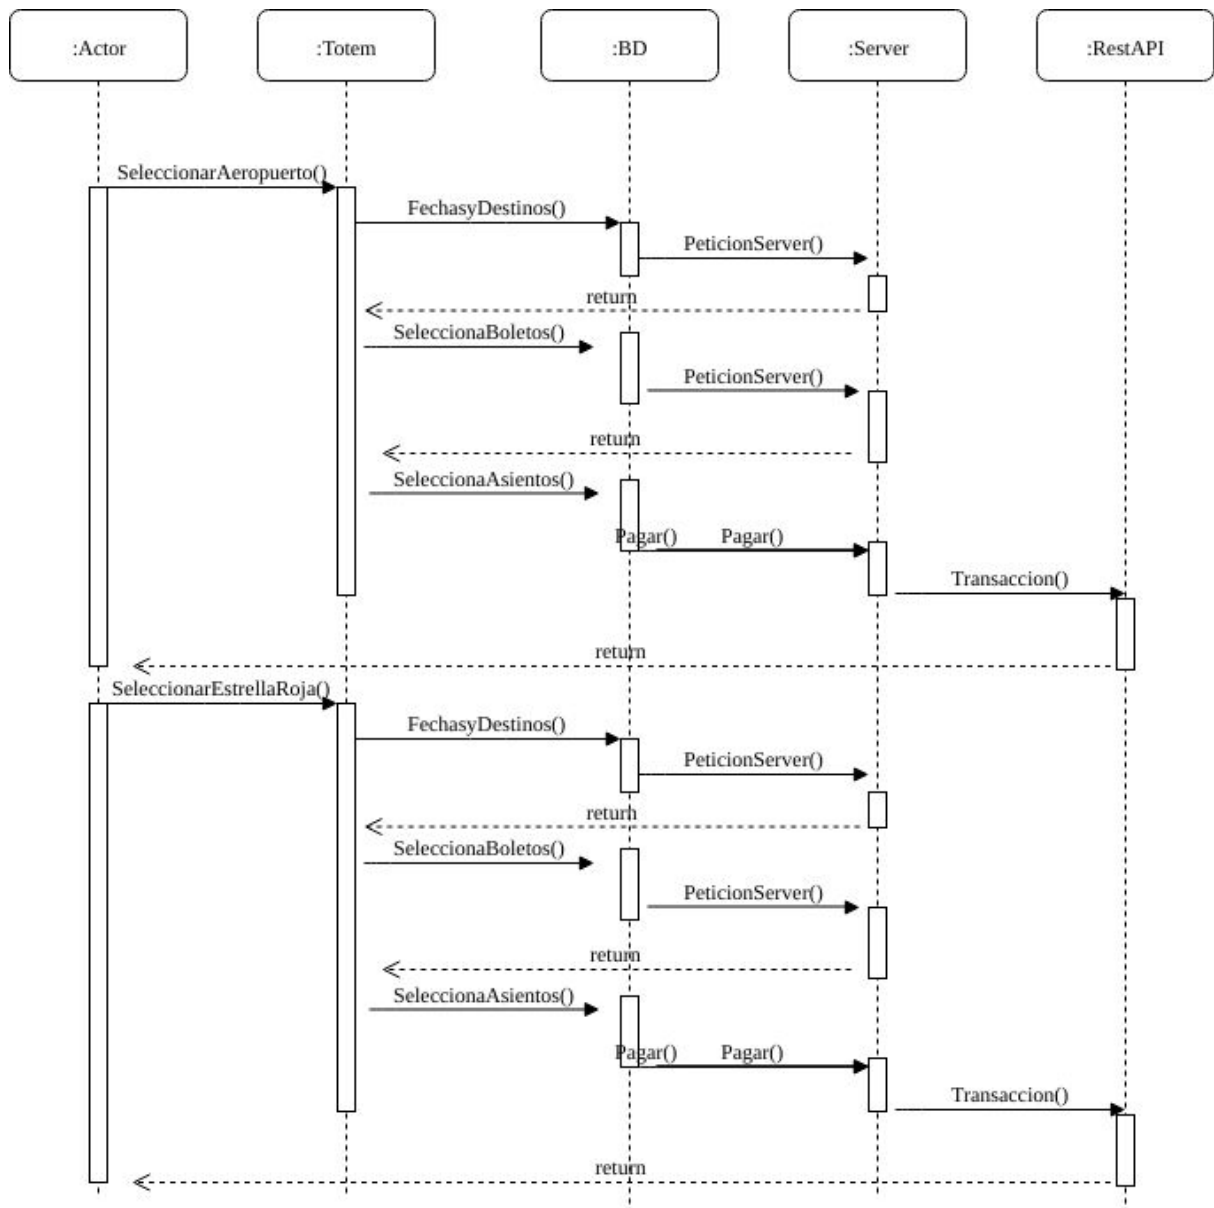 :Actor
:Totem
:BD
:Server
:RestAPI
SeleccionarAeropuerto()
FechasyDestinos()
PeticionServer()
return
SeleccionaBoletos()
PeticionServer()
return
SeleccionaAsientos()
Pagar()
Pagar()
Transaccion()
return
SeleccionarEstrellaRoja()
FechasyDestinos()
PeticionServer()
return
SeleccionaBoletos()
PeticionServer()
return
SeleccionaAsientos()
Pagar()
Pagar()
Transaccion()
return